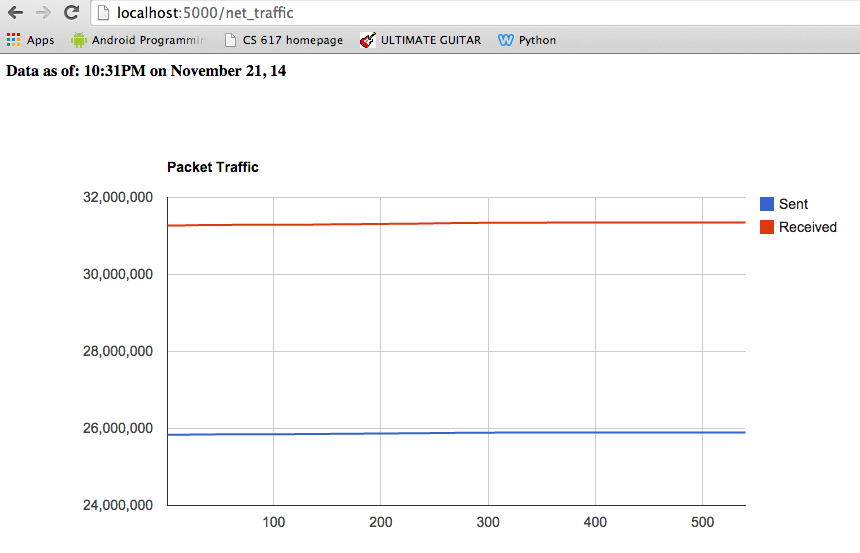 localhost:5000/net_traffic
Apps Android Programmin CS 617 homepage ULTIMATE GUITAR Python
Data as of: 10:31PM on November 21, 14
Packet Traffic
32,000,000
30,000,000
28,000,000
26,000,000
24,000,000
100 200 300 400 500
Sent
Received